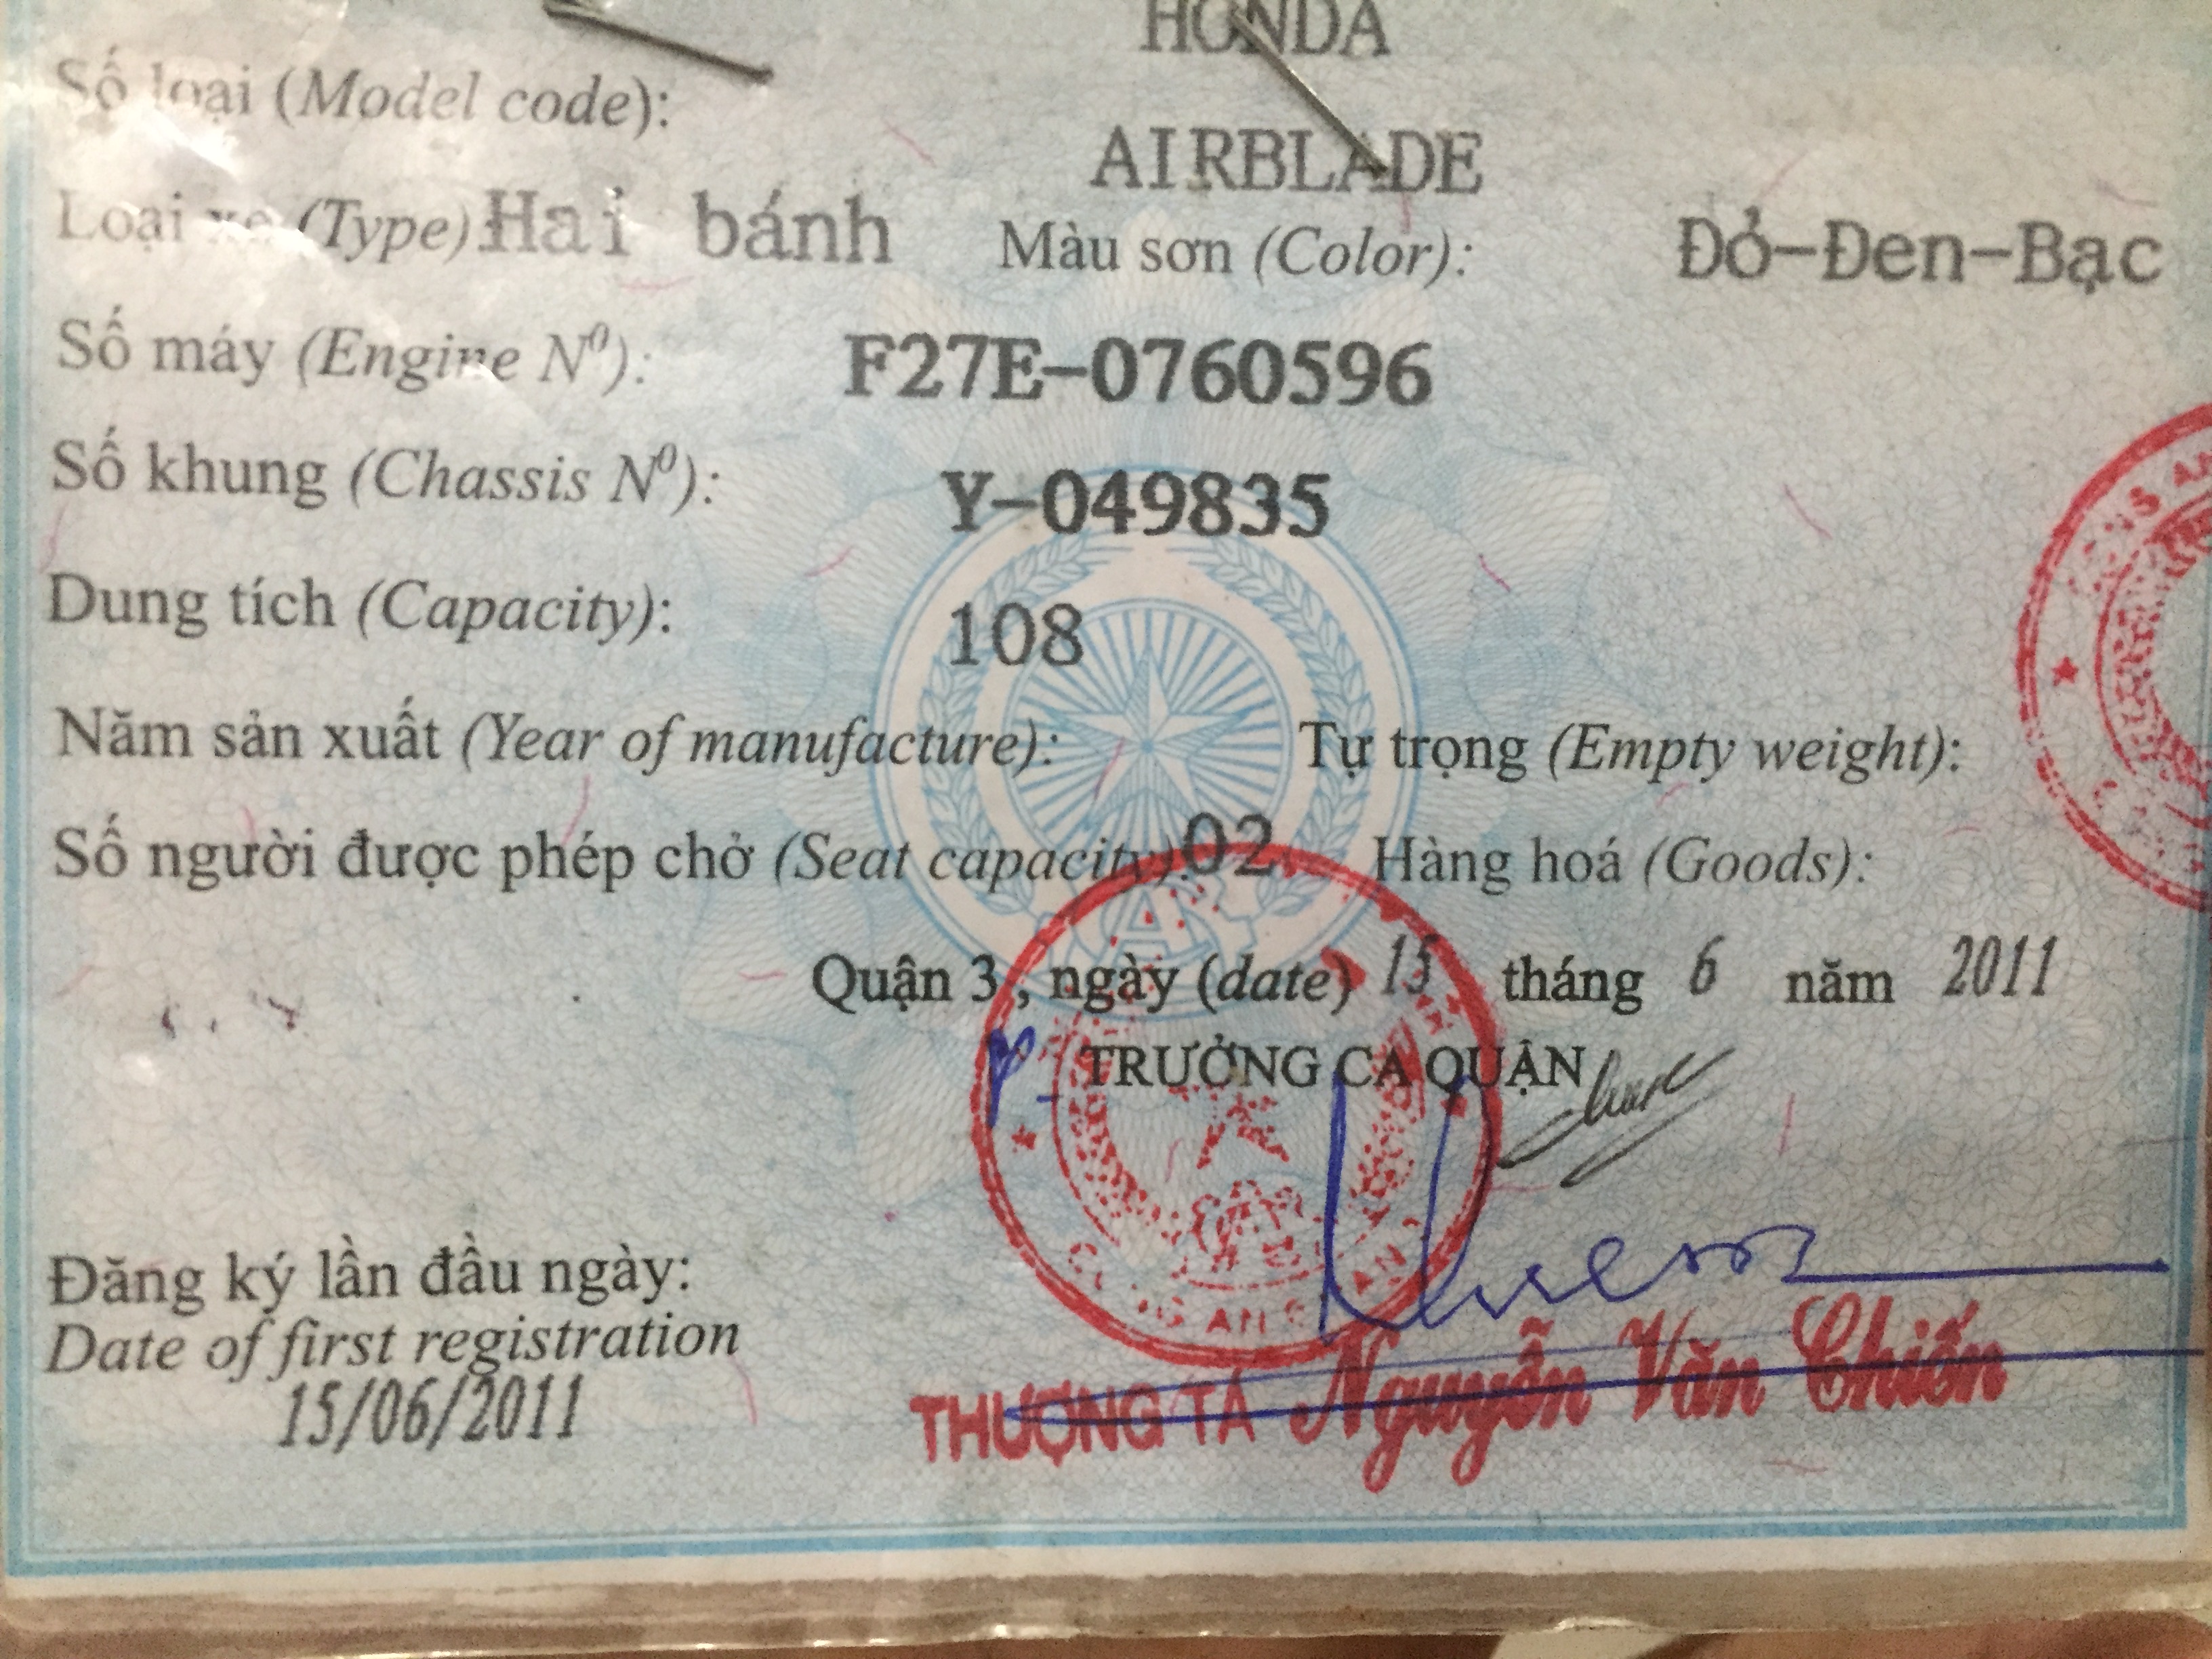 HONDA
Số loại (Model code):
AIRBLADE
Loại xe (Type) Hai bánh Màu sơn (Color): Đỏ-Đen-Bạc
Số máy (Engine Nº): F27E-0760596
Số khung (Chassis Nº): Y-049835
Dung tích (Capacity): 108
Năm sản xuất (Year of manufacture): Tự trọng (Empty weight):
Số người được phép chở (Seat capacity): 02 Hàng hoá (Goods):
Quận 3, ngày (date) 15 tháng 6 năm 2011
TRƯỞNG CA QUẬN
Đăng ký lần đầu ngày:
Date of first registration
15/06/2011
THƯỢNG TÁ Nguyễn Văn Chiến